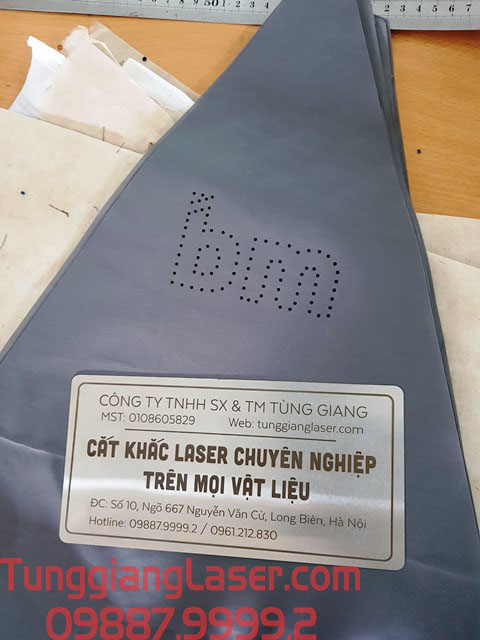 bm
CÔNG TY TNHH SX & TM TÙNG GIANG
MST: 0108605829 Web: tunggianglaser.com
CẮT KHẮC LASER CHUYÊN NGHIỆP
TRÊN MỌI VẬT LIỆU
ĐC: Số 10, Ngõ 667 Nguyễn Văn Cừ, Long Biên, Hà Nội
Hotline: 09887.9999.2 / 0961.212.830
TunggiangLaser.com
09887.9999.2